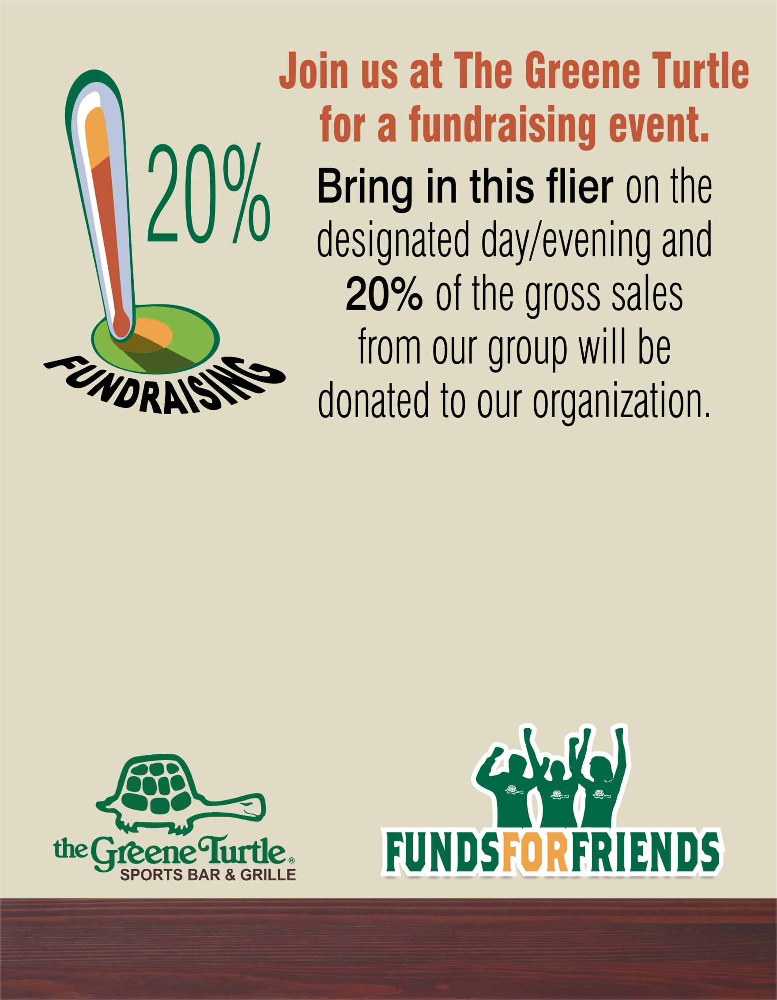 Join us at The Greene Turtle
for a fundraising event.
20%
Bring in this flier on the
designated day/evening and
20% of the gross sales
from our group will be
donated to our organization.
FUNDRAISING
the Greene Turtle®
SPORTS BAR & GRILLE
FUNDSFORFRIENDS